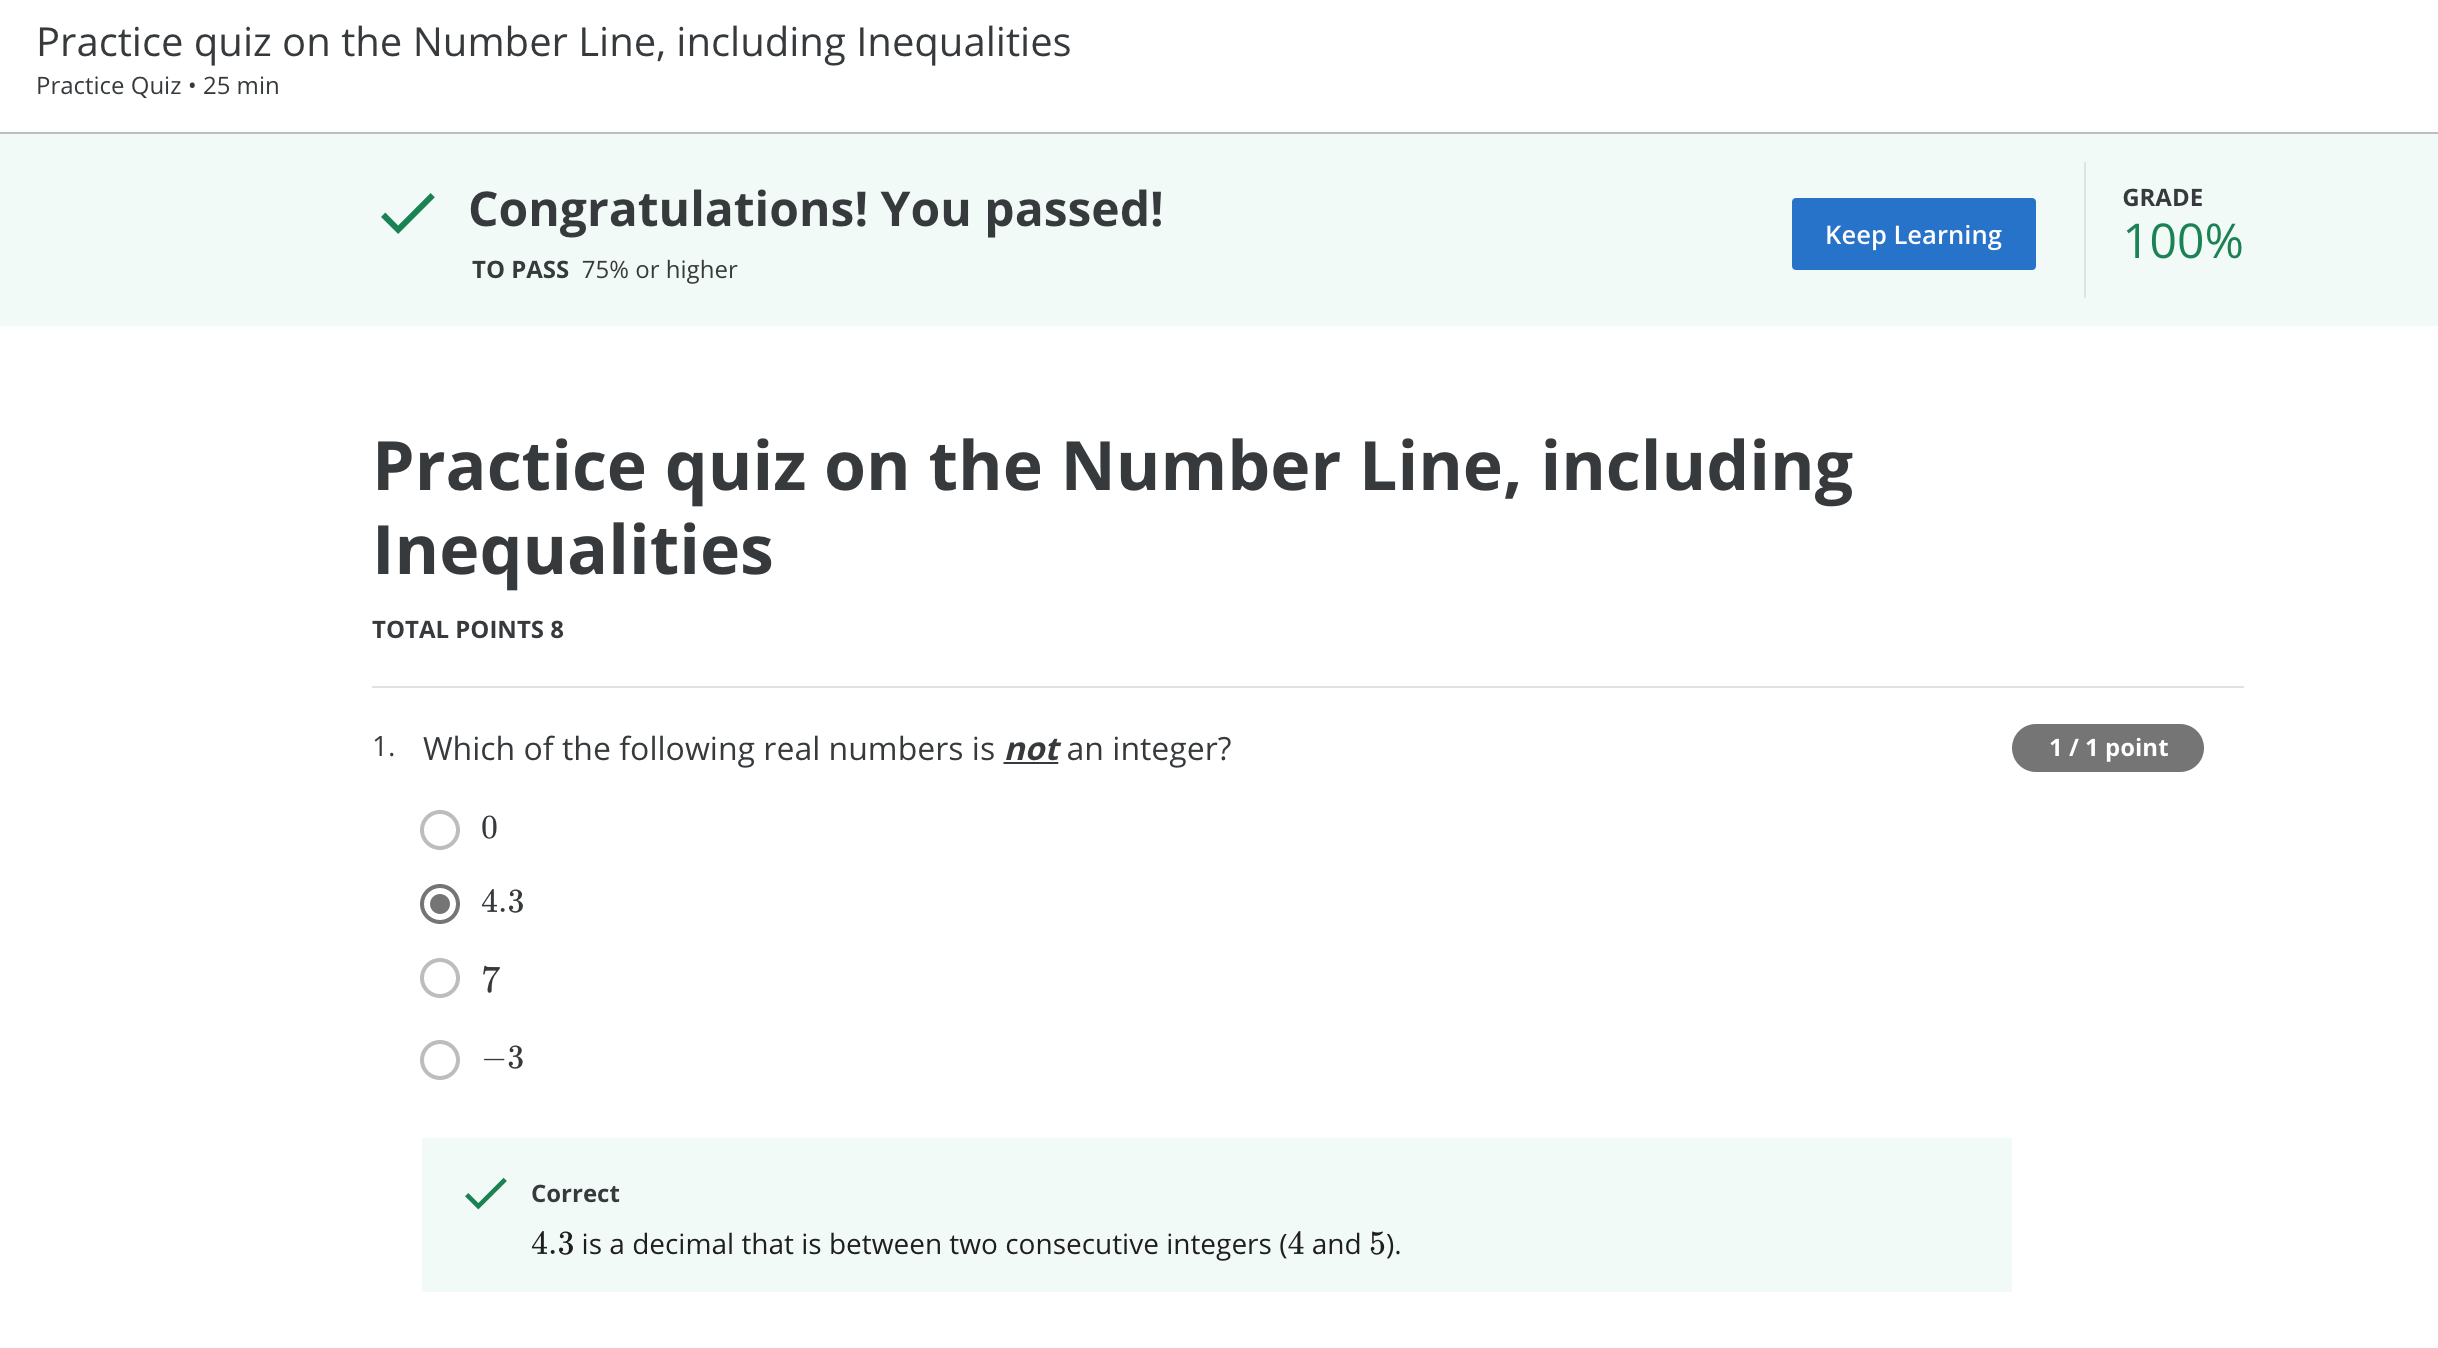 Practice quiz on the Number Line, including Inequalities
Practice Quiz • 25 min
Congratulations! You passed!
TO PASS 75% or higher
Keep Learning
GRADE
100%
Practice quiz on the Number Line, including
Inequalities
TOTAL POINTS 8
1. Which of the following real numbers is not an integer?
1 / 1 point
0
4.3
7
−3
Correct
4.3 is a decimal that is between two consecutive integers (4 and 5).